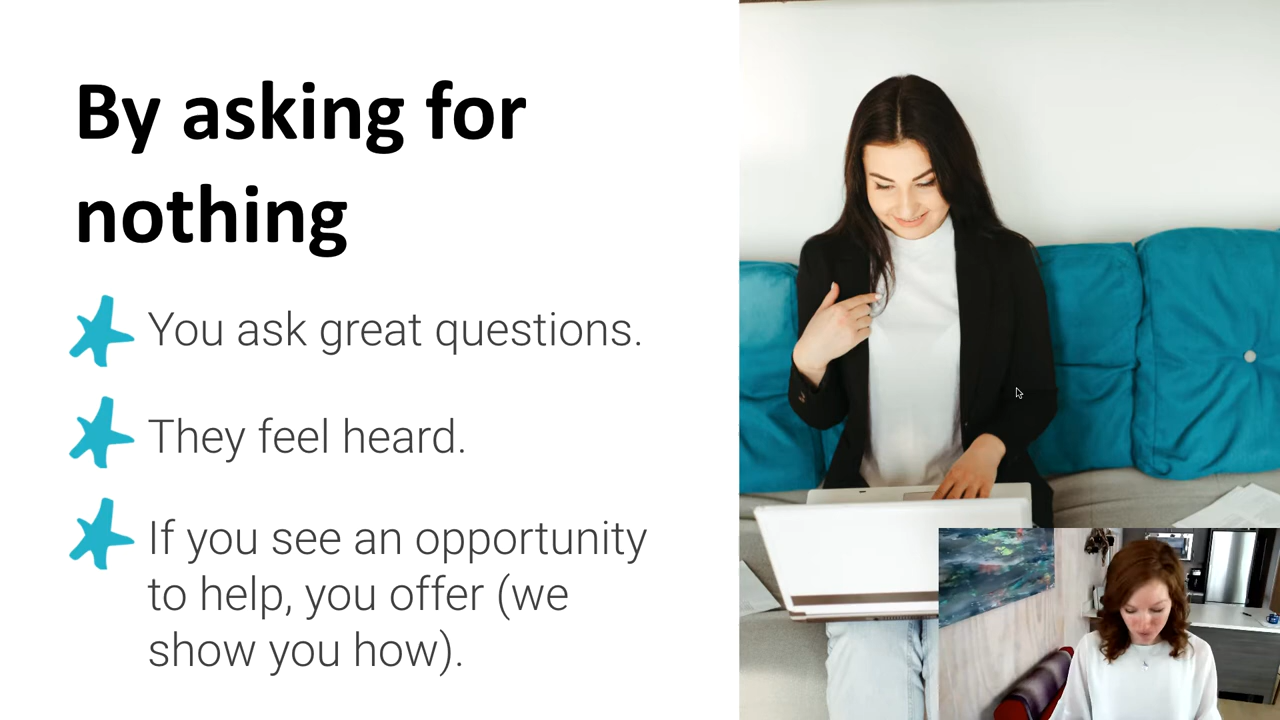 By asking for
nothing
You ask great questions.
They feel heard.
If you see an opportunity
to help, you offer (we
show you how).